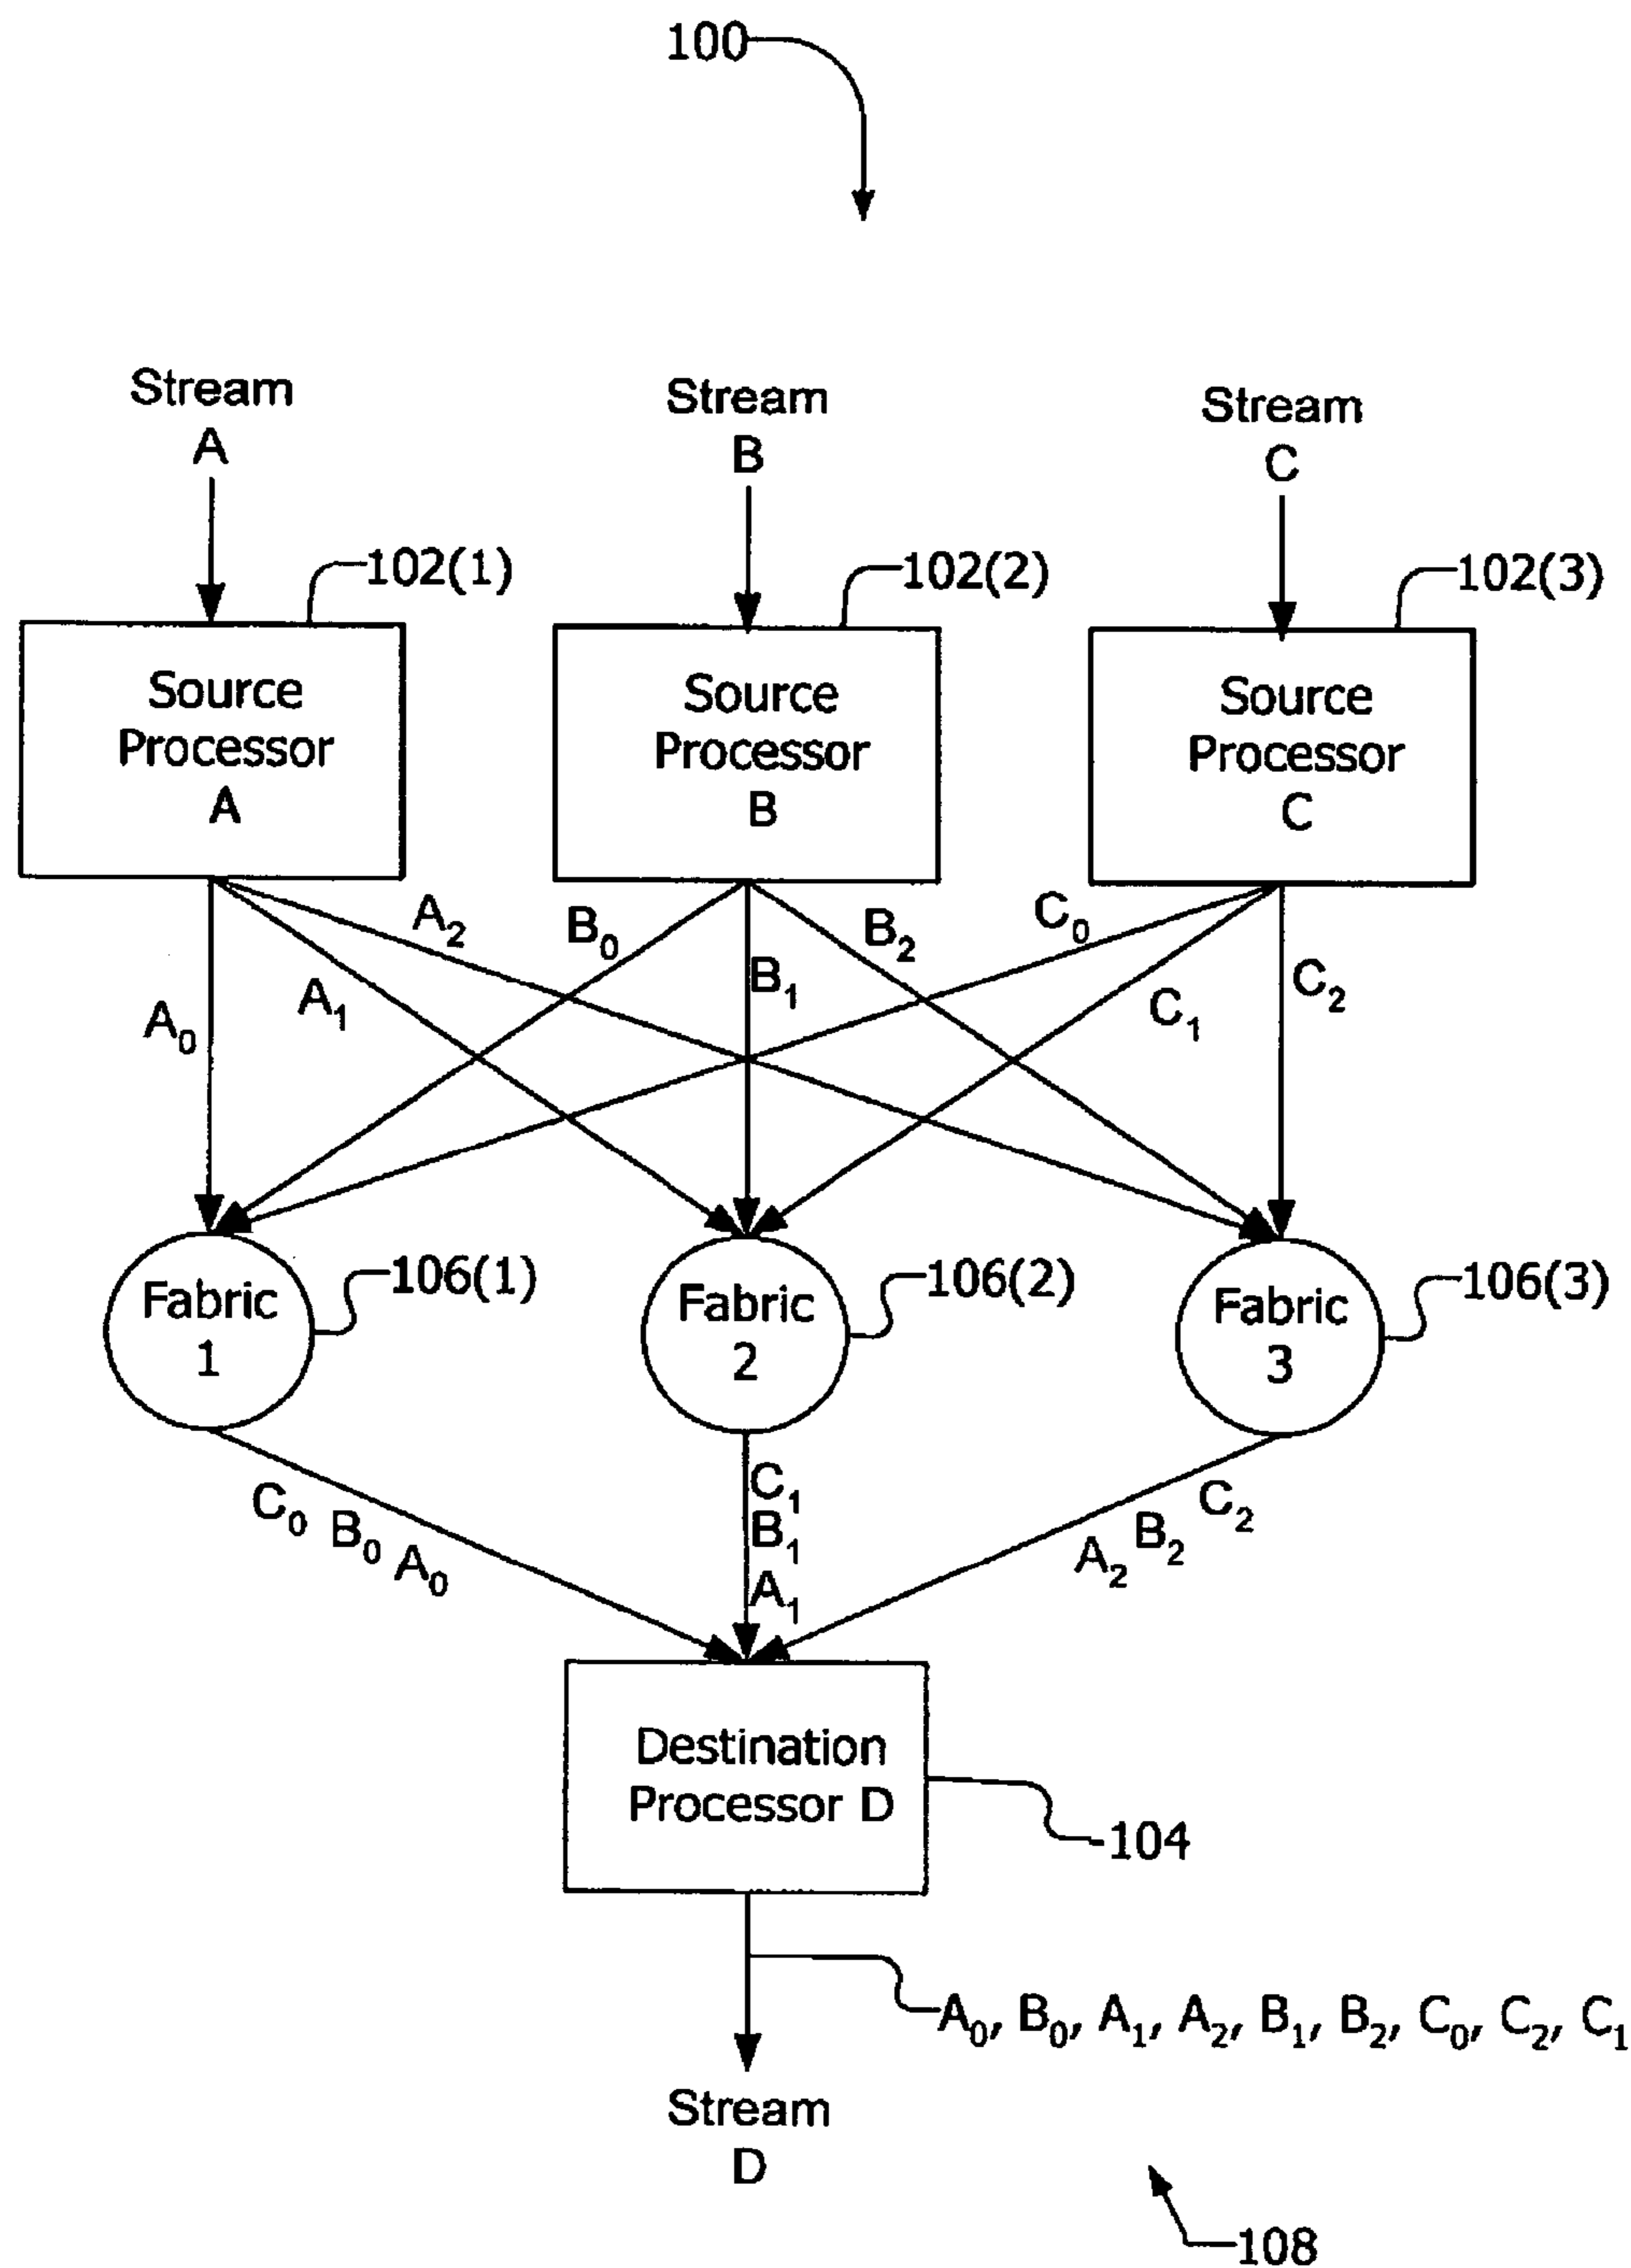 100
Stream
A
Stream
B
Stream
C
102(1)
102(2)
102(3)
Source
Processor
A
Source
Processor
B
Source
Processor
C
A₂
B₀
B₂
C₀
A₀
A₁
B₁
C₁
C₂
Fabric
1
106(1)
Fabric
2
106(2)
Fabric
3
106(3)
C₀ B₀ A₀
C₁
B₁
A₁
A₂ B₂ C₂
Destination
Processor D
104
A₀, B₀, A₁, A₂, B₁, B₂, C₀, C₂, C₁
Stream
D
108